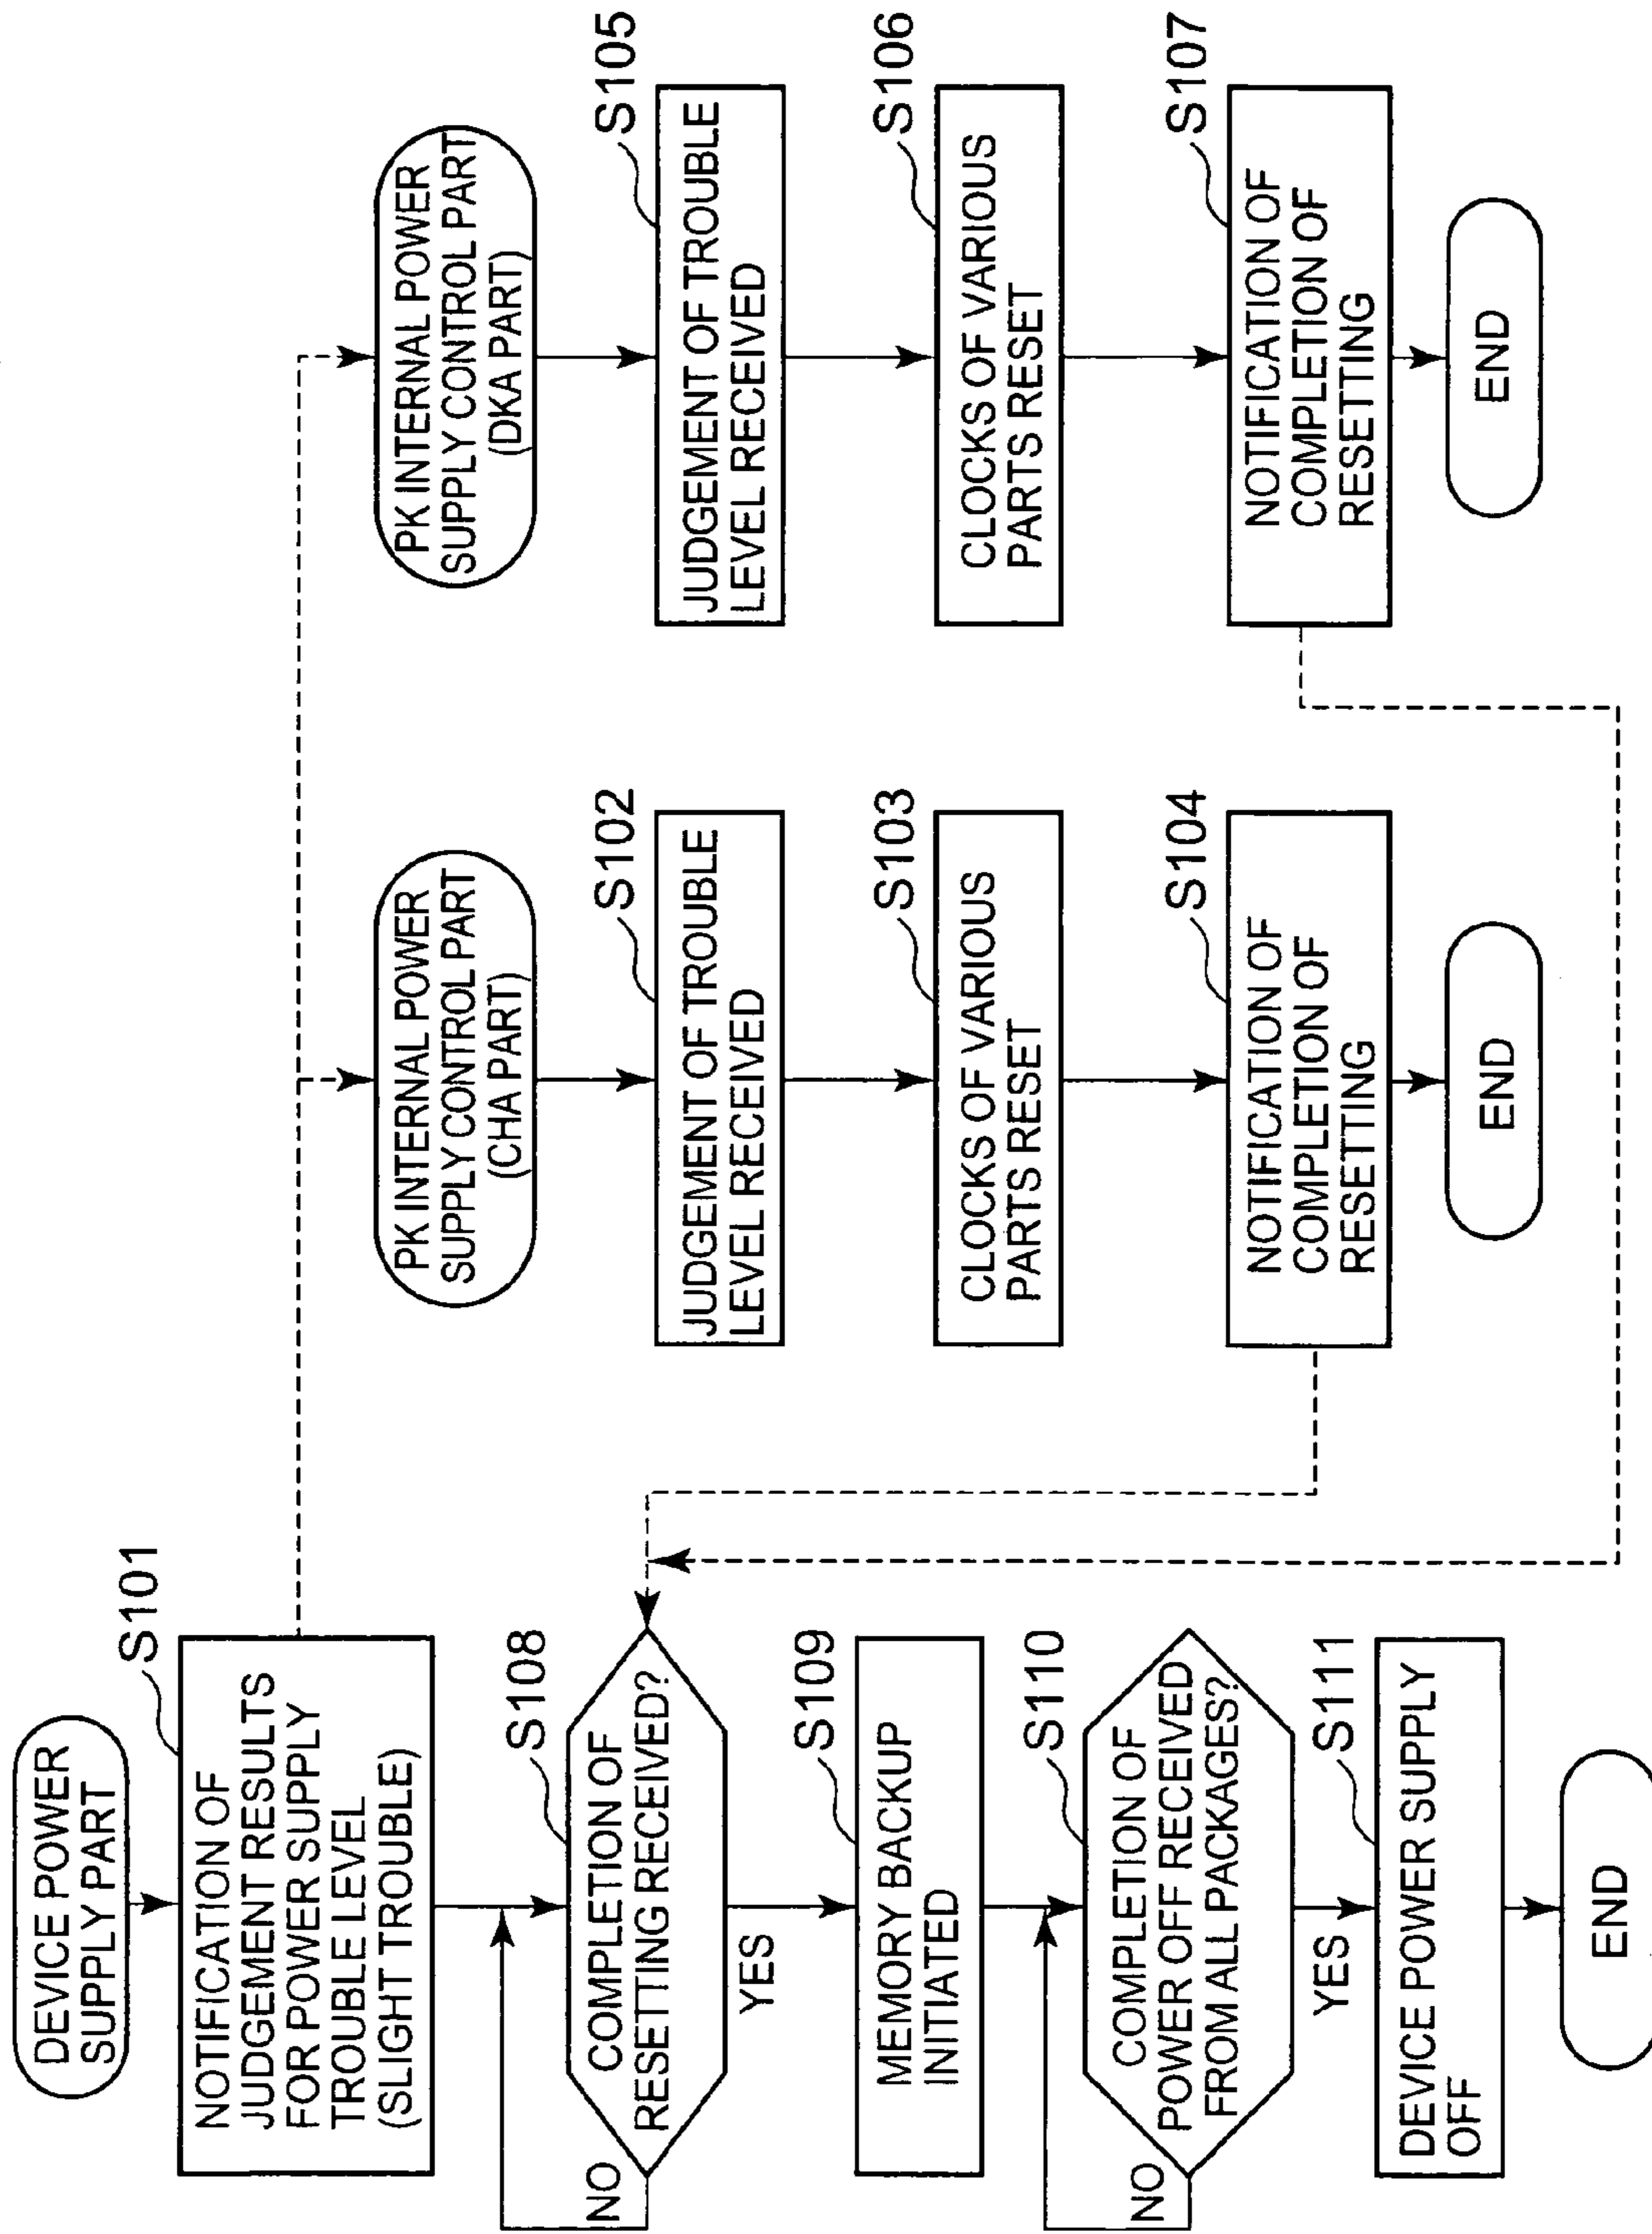 DEVICE POWER
SUPPLY PART
S101
NOTIFICATION OF
JUDGEMENT RESULTS
FOR POWER SUPPLY
TROUBLE LEVEL
(SLIGHT TROUBLE)
S108
COMPLETION OF
RESETTING RECEIVED?
NO
YES
S109
MEMORY BACKUP
INITIATED
S110
COMPLETION OF
POWER OFF RECEIVED
FROM ALL PACKAGES?
NO
YES
S111
DEVICE POWER SUPPLY
OFF
END
PK INTERNAL POWER
SUPPLY CONTROL PART
(CHA PART)
S102
JUDGEMENT OF TROUBLE
LEVEL RECEIVED
S103
CLOCKS OF VARIOUS
PARTS RESET
S104
NOTIFICATION OF
COMPLETION OF
RESETTING
END
PK INTERNAL POWER
SUPPLY CONTROL PART
(DKA PART)
S105
JUDGEMENT OF TROUBLE
LEVEL RECEIVED
S106
CLOCKS OF VARIOUS
PARTS RESET
S107
NOTIFICATION OF
COMPLETION OF
RESETTING
END